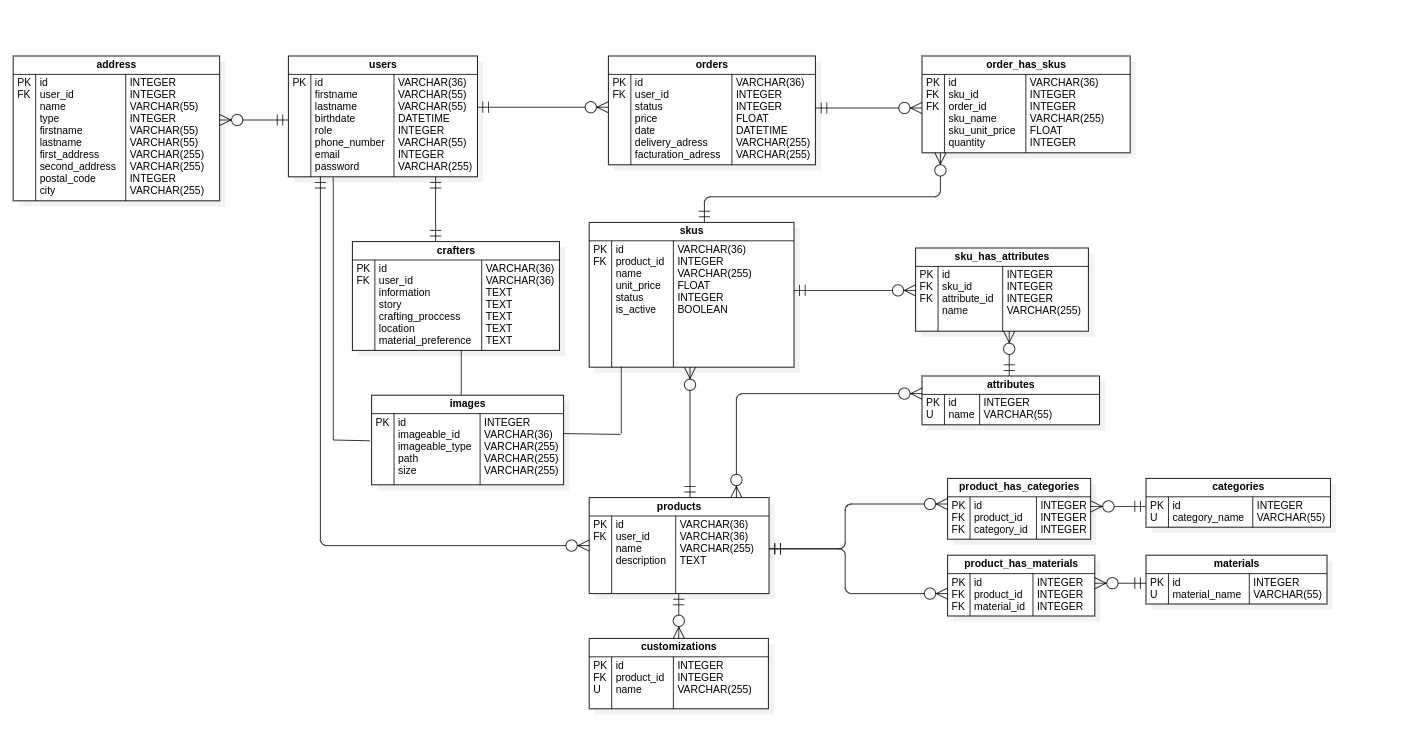 address
PK id INTEGER
FK user_id INTEGER
name VARCHAR(55)
type INTEGER
firstname VARCHAR(55)
lastname VARCHAR(55)
first_address VARCHAR(255)
second_address VARCHAR(255)
postal_code INTEGER
city VARCHAR(255)
users
PK id VARCHAR(36)
firstname VARCHAR(55)
lastname VARCHAR(55)
birthdate DATETIME
role INTEGER
phone_number VARCHAR(55)
email INTEGER
password VARCHAR(255)
orders
PK id VARCHAR(36)
FK user_id INTEGER
status INTEGER
price FLOAT
date DATETIME
delivery_adress VARCHAR(255)
facturation_adress VARCHAR(255)
order_has_skus
PK id VARCHAR(36)
FK sku_id INTEGER
FK order_id INTEGER
sku_name VARCHAR(255)
sku_unit_price FLOAT
quantity INTEGER
crafters
PK id VARCHAR(36)
FK user_id VARCHAR(36)
information TEXT
story TEXT
crafting_proccess TEXT
location TEXT
material_preference TEXT
skus
PK id VARCHAR(36)
FK product_id INTEGER
name VARCHAR(255)
unit_price FLOAT
status INTEGER
is_active BOOLEAN
sku_has_attributes
PK id INTEGER
FK sku_id INTEGER
FK attribute_id INTEGER
name VARCHAR(255)
attributes
PK id INTEGER
U name VARCHAR(55)
images
PK id INTEGER
imageable_id VARCHAR(36)
imageable_type VARCHAR(255)
path VARCHAR(255)
size VARCHAR(255)
products
PK id VARCHAR(36)
FK user_id VARCHAR(36)
name VARCHAR(255)
description TEXT
product_has_categories
PK id INTEGER
FK product_id INTEGER
FK category_id INTEGER
categories
PK id INTEGER
U category_name VARCHAR(55)
product_has_materials
PK id INTEGER
FK product_id INTEGER
FK material_id INTEGER
materials
PK id INTEGER
U material_name VARCHAR(55)
customizations
PK id INTEGER
FK product_id INTEGER
U name VARCHAR(255)